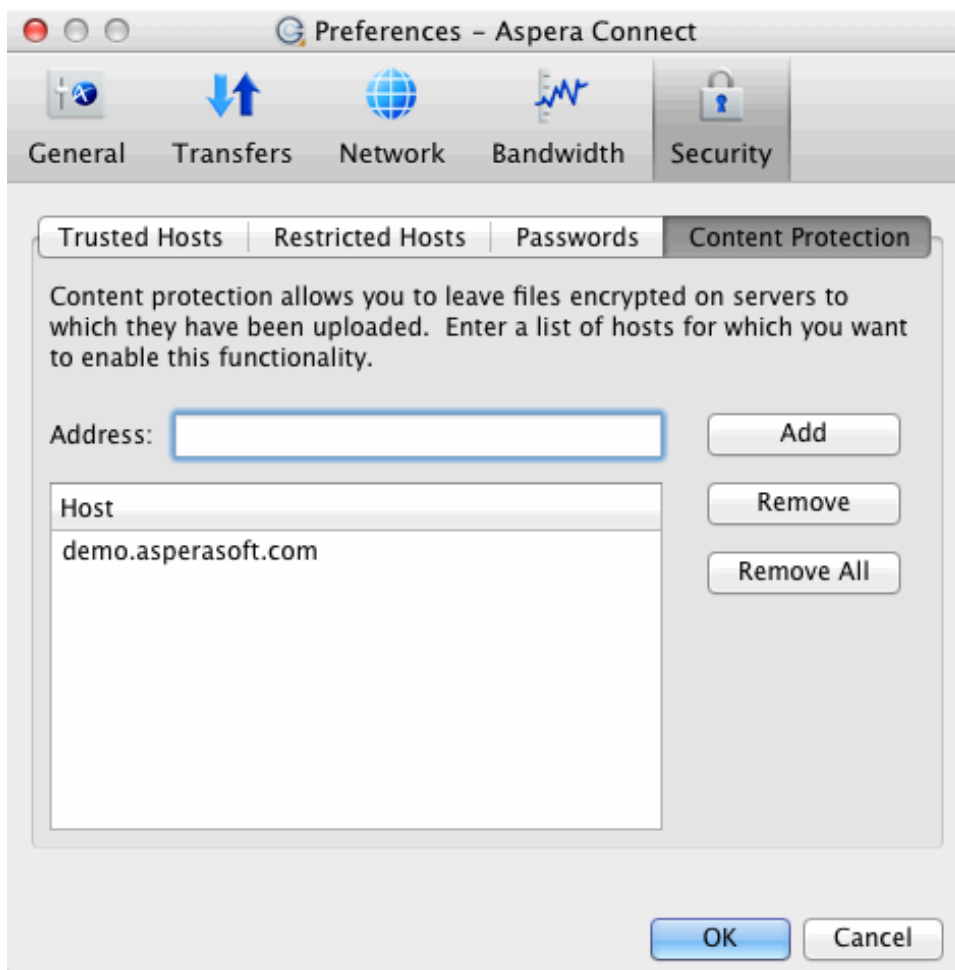 Preferences – Aspera Connect
General Transfers Network Bandwidth Security
Trusted Hosts Restricted Hosts Passwords Content Protection
Content protection allows you to leave files encrypted on servers to
which they have been uploaded. Enter a list of hosts for which you want
to enable this functionality.
Address: Add
Host Remove
demo.asperasoft.com
Remove All
OK Cancel